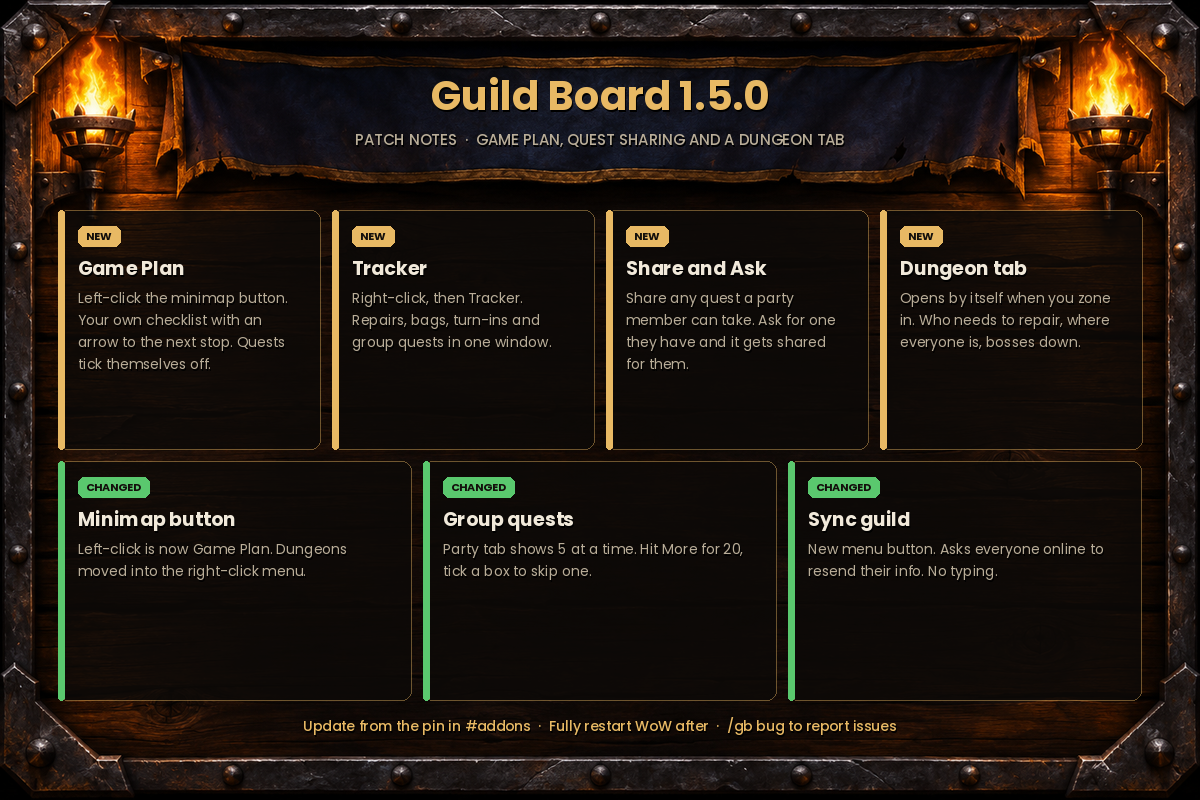 Guild Board 1.5.0
PATCH NOTES · GAME PLAN, QUEST SHARING AND A DUNGEON TAB
NEW
Game Plan
Left-click the minimap button.
Your own checklist with an
arrow to the next stop. Quests
tick themselves off.
NEW
Tracker
Right-click, then Tracker.
Repairs, bags, turn-ins and
group quests in one window.
NEW
Share and Ask
Share any quest a party
member can take. Ask for one
they have and it gets shared
for them.
NEW
Dungeon tab
Opens by itself when you zone
in. Who needs to repair, where
everyone is, bosses down.
CHANGED
Minimap button
Left-click is now Game Plan. Dungeons
moved into the right-click menu.
CHANGED
Group quests
Party tab shows 5 at a time. Hit More for 20,
tick a box to skip one.
CHANGED
Sync guild
New menu button. Asks everyone online to
resend their info. No typing.
Update from the pin in #addons · Fully restart WoW after · /gb bug to report issues